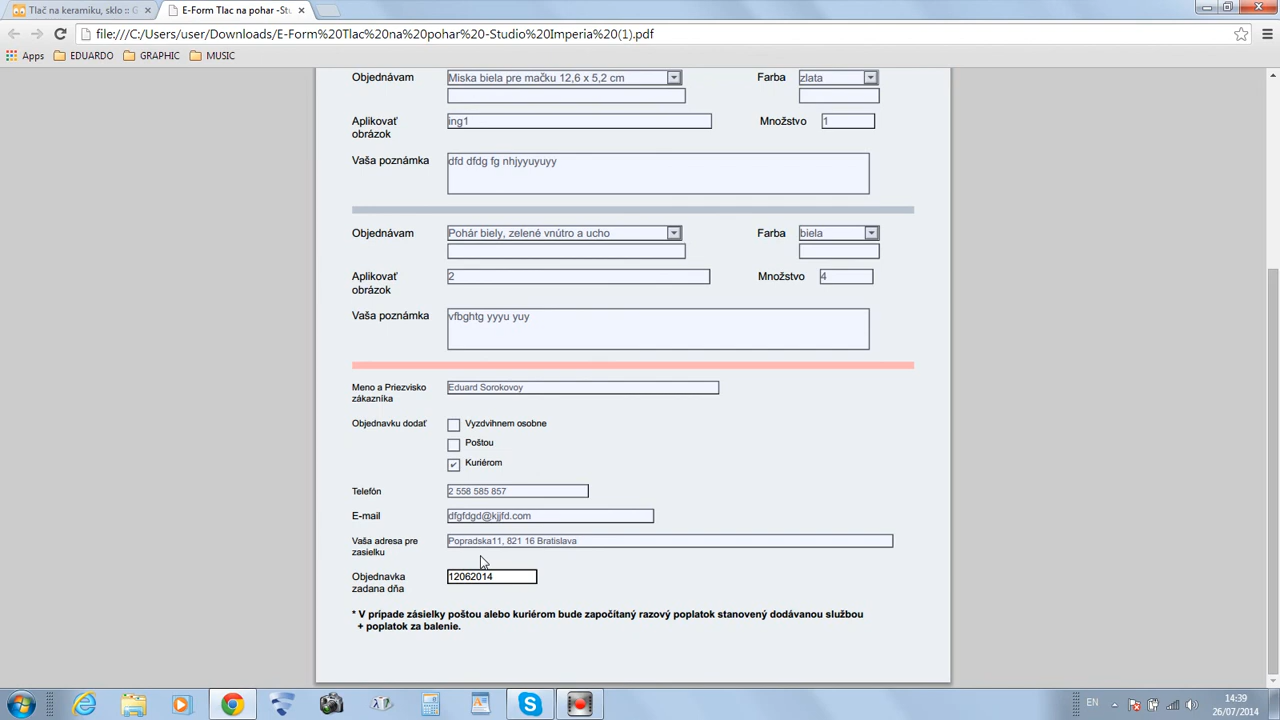 Tlač na keramiku, sklo :: G
E-Form Tlac na pohar -Stu
file:///C:/Users/user/Downloads/E-Form%20Tlac%20na%20pohar%20-Studio%20Imperia%20(1).pdf
Apps EDUARDO GRAPHIC MUSIC
Objednávam Miska biela pre mačku 12,6 x 5,2 cm Farba zlata
Aplikovať ing1 Množstvo 1
obrázok
Vaša poznámka dfd dfdg fg nhjyyuyuyy
Objednávam Pohár biely, zelené vnútro a ucho Farba biela
Aplikovať 2 Množstvo 4
obrázok
Vaša poznámka vfbghtg yyyu yuy
Meno a Priezvisko Eduard Sorokovoy
zákazníka
Objednavku dodať Vyzdvihnem osobne
Poštou
Kuriérom
Telefón 2 558 585 857
E-mail dfgfdgd@kjjfd.com
Vaša adresa pre Popradska11, 821 16 Bratislava
zasielku
Objednavka 12062014
zadana dňa
* V prípade zásielky poštou alebo kuriérom bude započítaný razový poplatok stanovený dodávanou službou
+ poplatok za balenie.
EN 14:39
26/07/2014